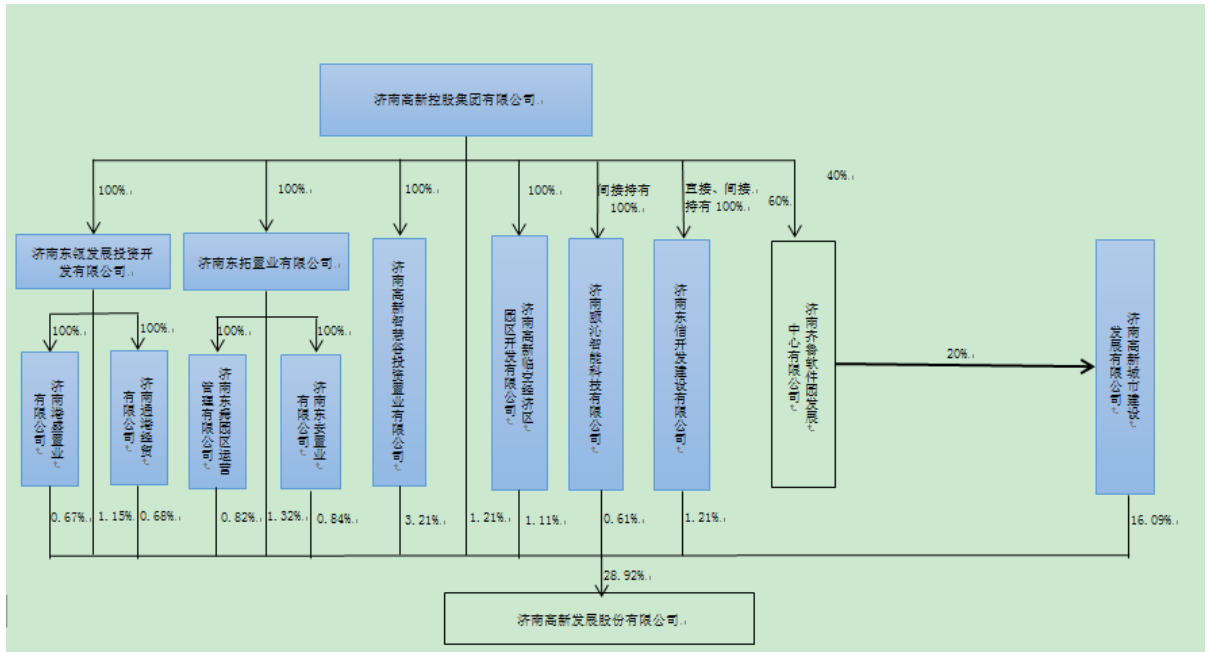 济南高新控股集团有限公司
100%
100%
100%
100%
间接持有
100%
直接、间接
持有 100%
60%
40%
济南东瓴发展投资开
发有限公司
济南东拓置业有限公司
济南高新智慧谷投资置业有限公司
济南高新临空经济区
园区开发有限公司
济南颐沁智能科技有限公司
济南东信开发建设有限公司
济南齐鲁软件园发展
中心有限公司
20%
济南高新城市建设
发展有限公司
100%
100%
100%
100%
济南港盛置业
有限公司
济南通港经贸
有限公司
济南东港园区运营
管理有限公司
济南东安置业
有限公司
0.67%
1.15%
0.68%
0.82%
1.32%
0.84%
3.21%
1.21%
1.11%
0.61%
1.21%
16.09%
28.92%
济南高新发展股份有限公司